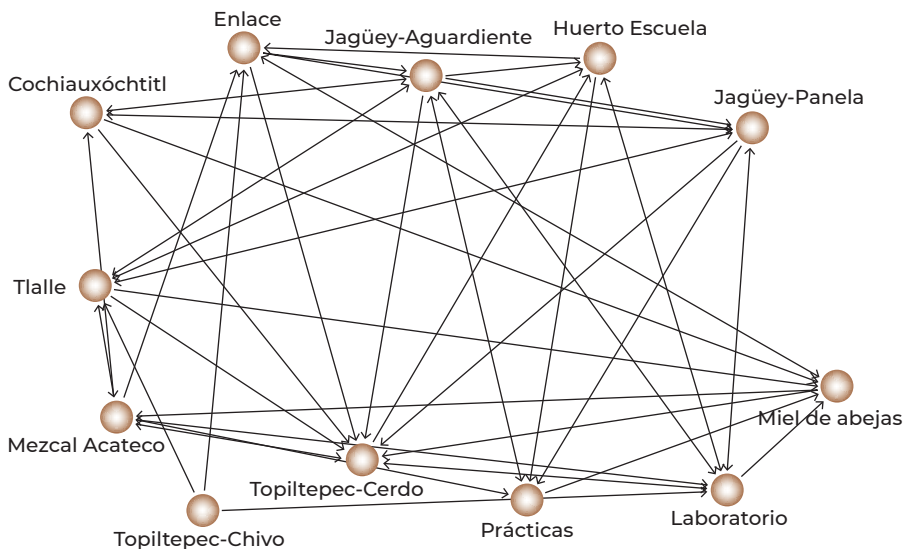 Enlace
Jagüey-Aguardiente
Huerto Escuela
Cochiauxóchtitl
Jagüey-Panela
Tlalle
Miel de abejas
Mezcal Acateco
Topiltepec-Cerdo
Laboratorio
Prácticas
Topiltepec-Chivo